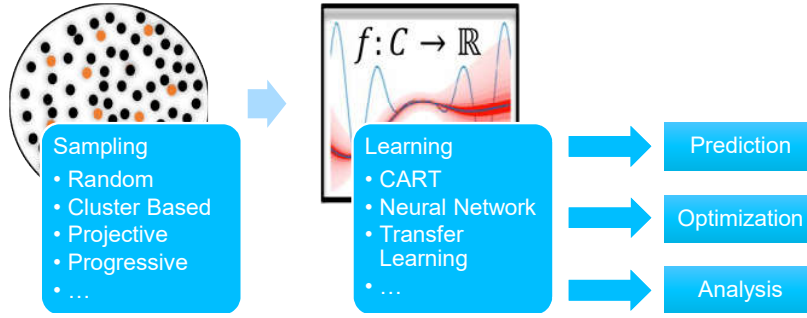 f: C → ℝ
Sampling
• Random
• Cluster Based
• Projective
• Progressive
• …
Learning
• CART
• Neural Network
• Transfer
Learning
• …
Prediction
Optimization
Analysis